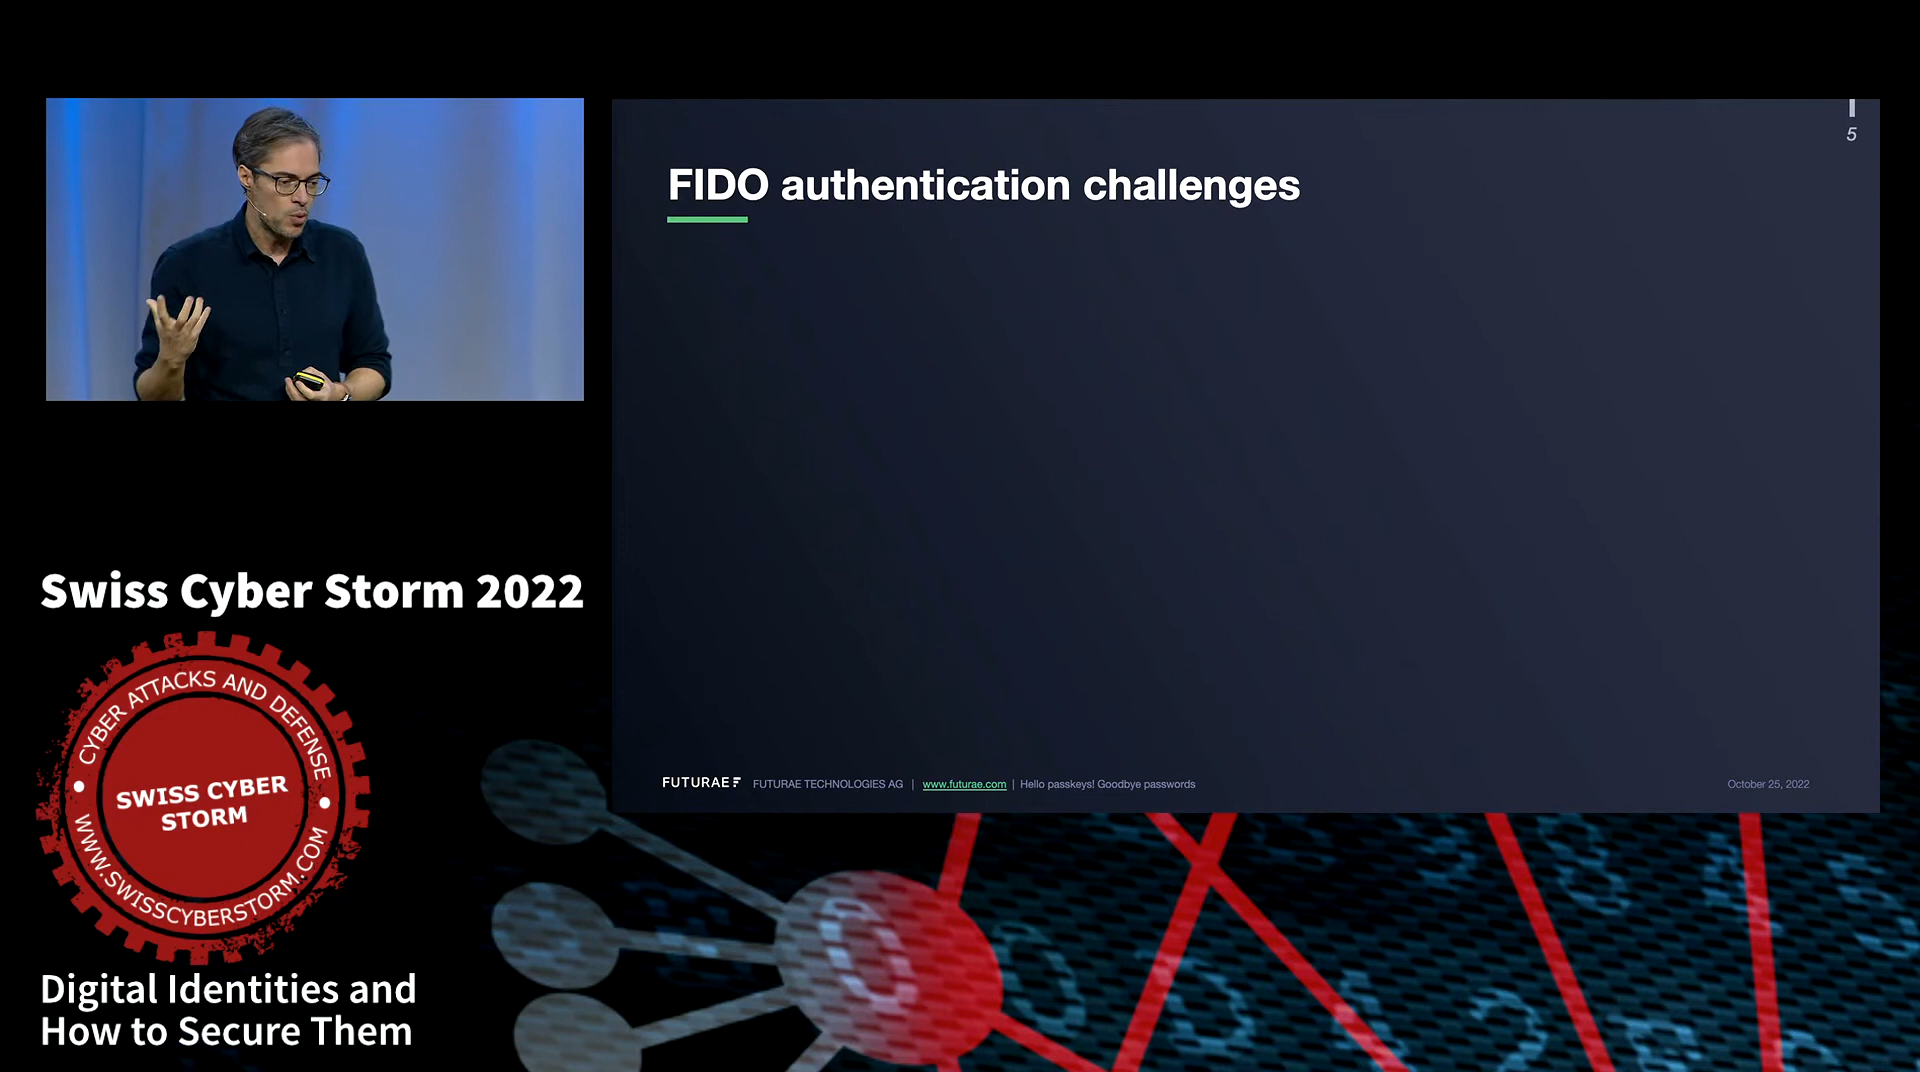 5
FIDO authentication challenges
FUTURAE FUTURAE TECHNOLOGIES AG | www.futurae.com | Hello passkeys! Goodbye passwords
October 25, 2022
Swiss Cyber Storm 2022
CYBER ATTACKS AND DEFENSE
SWISS CYBER
STORM
WWW.SWISSCYBERSTORM.COM
Digital Identities and
How to Secure Them